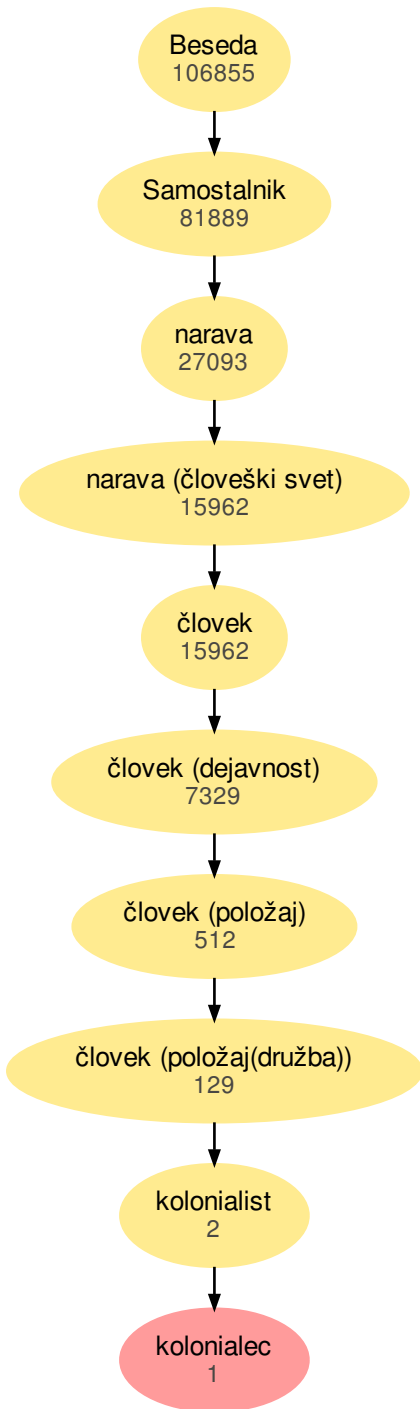 Beseda
106855
Samostalnik
81889
narava
27093
narava (človeški svet)
15962
človek
15962
človek (dejavnost)
7329
človek (položaj)
512
človek (položaj(družba))
129
kolonialist
2
kolonialec
1